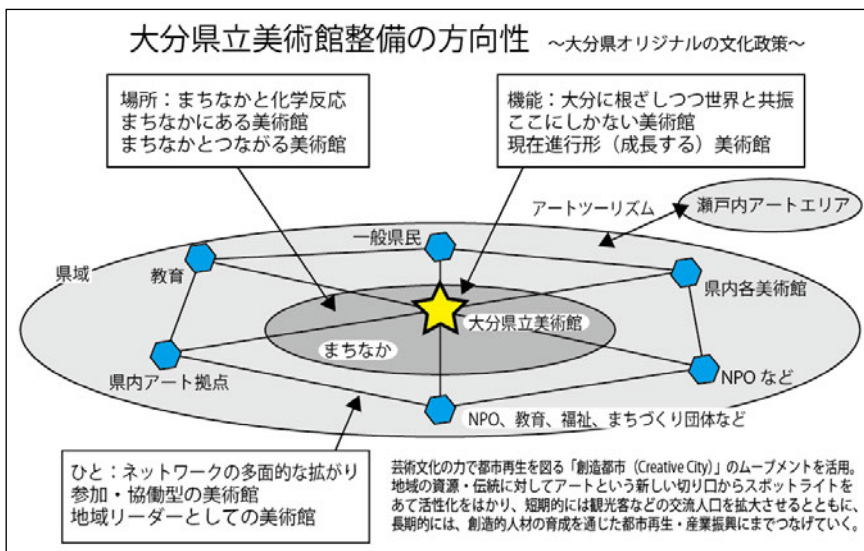 大分県立美術館整備の方向性 ～大分県オリジナルの文化政策～
場所：まちなかと化学反応
まちなかにある美術館
まちなかとつながる美術館
機能：大分に根ざしつつ世界と共振
ここにしかない美術館
現在進行形（成長する）美術館
アートツーリズム
瀬戸内アートエリア
一般県民
県域
教育
県内各美術館
大分県立美術館
まちなか
県内アート拠点
NPO など
NPO、教育、福祉、まちづくり団体など
ひと：ネットワークの多面的な拡がり
参加・協働型の美術館
地域リーダーとしての美術館
芸術文化の力で都市再生を図る「創造都市（Creative City）」のムーブメントを活用。
地域の資源・伝統に対してアートという新しい切り口からスポットライトを
あて活性化をはかり、短期的には観光客などの交流人口を拡大させるとともに、
長期的には、創造的人材の育成を通じた都市再生・産業振興にまでつなげていく。